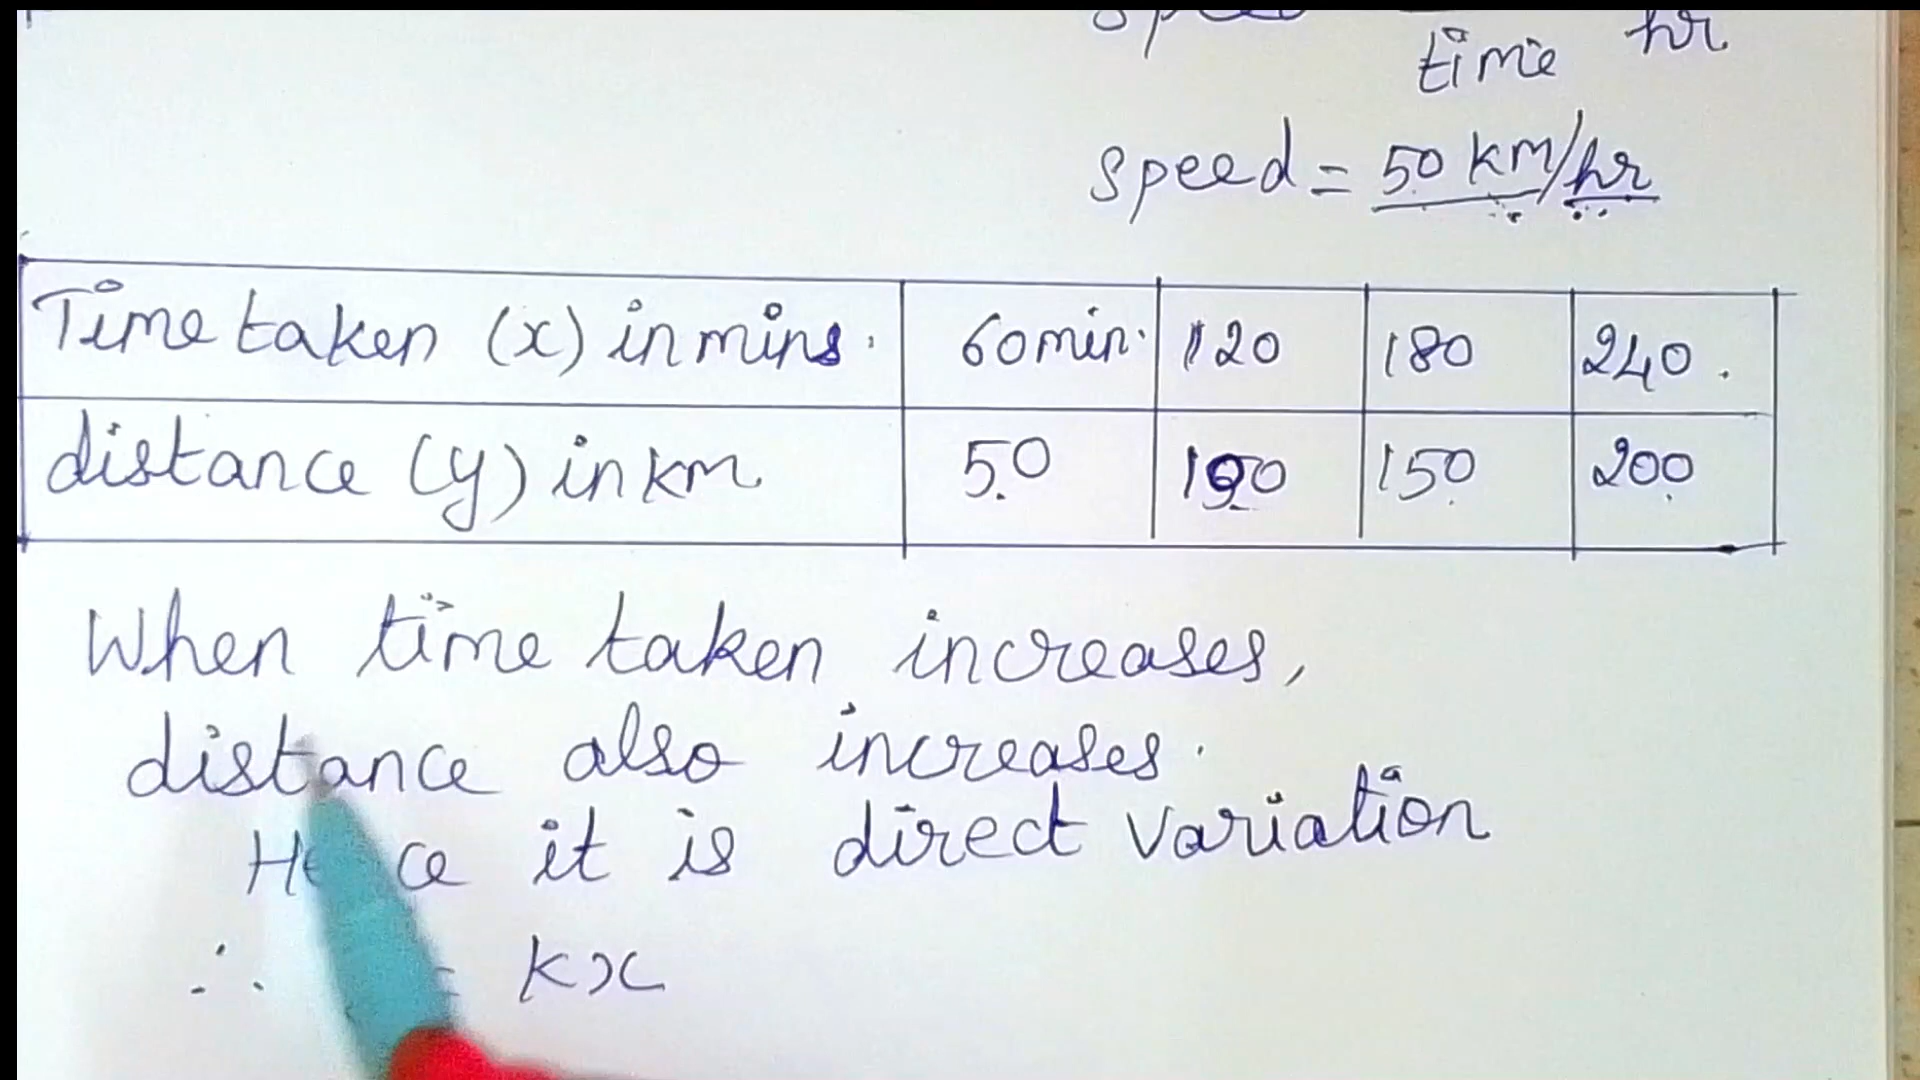 hr
time
speed = 50 km/hr
Time taken (x) in mins. 60 min. 120 180 240.
distance (y) in km 50 100 150 200
When time taken increases,
distance also increases.
it is direct variation
∴ = kx